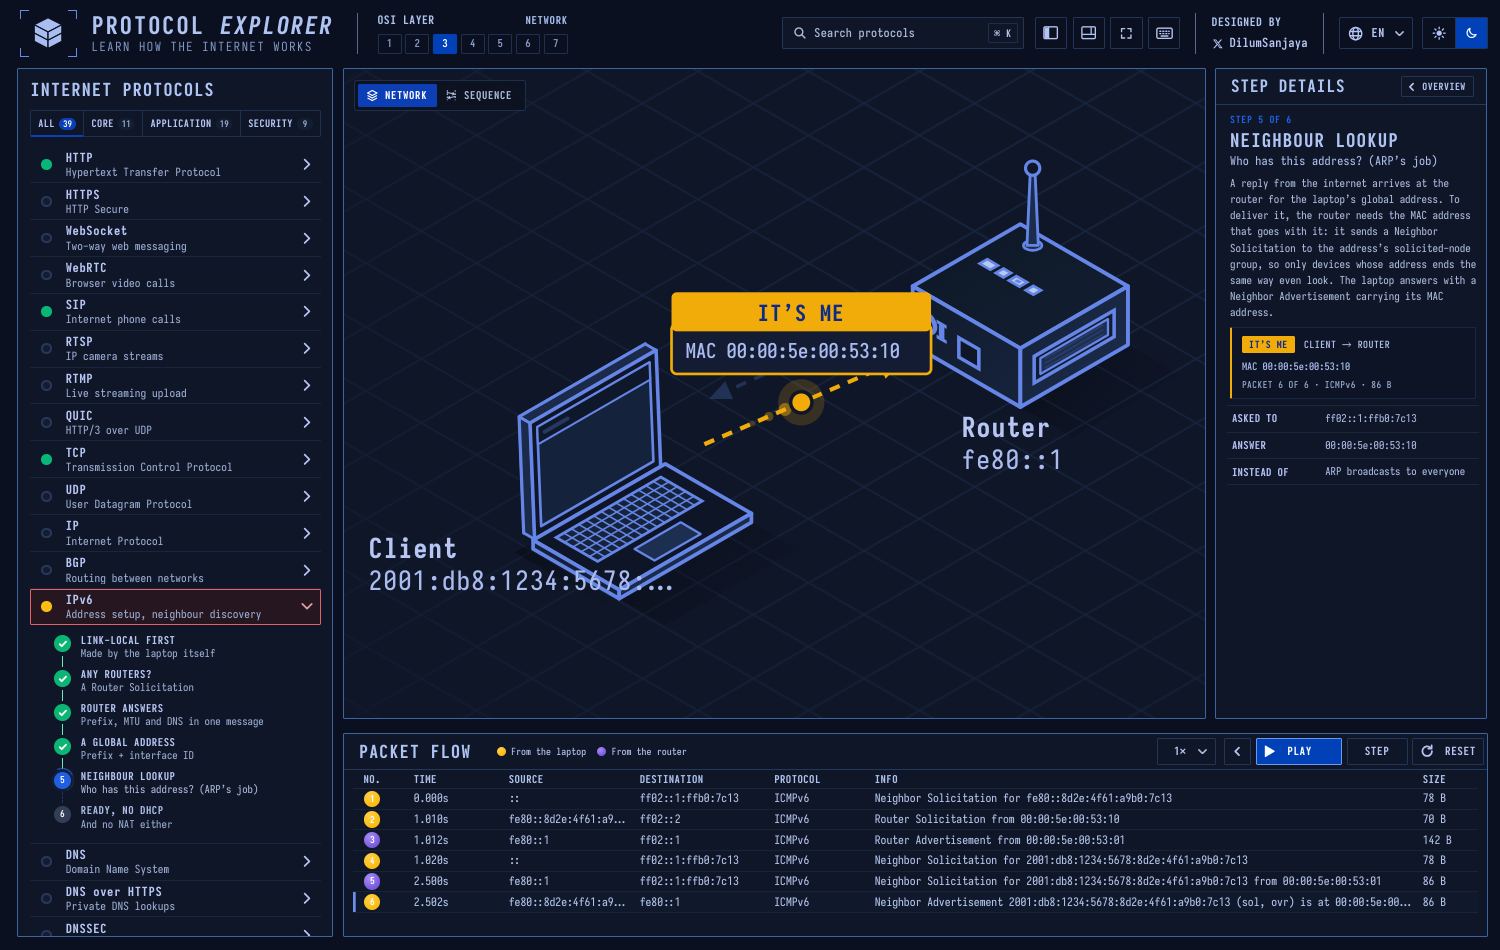 PROTOCOL EXPLORER
LEARN HOW THE INTERNET WORKS
OSI LAYER NETWORK
1 2 3 4 5 6 7
Search protocols ⌘ K
DESIGNED BY
DilumSanjaya
EN
INTERNET PROTOCOLS
ALL 39 CORE 11 APPLICATION 19 SECURITY 9
HTTP
Hypertext Transfer Protocol
HTTPS
HTTP Secure
WebSocket
Two-way web messaging
WebRTC
Browser video calls
SIP
Internet phone calls
RTSP
IP camera streams
RTMP
Live streaming upload
QUIC
HTTP/3 over UDP
TCP
Transmission Control Protocol
UDP
User Datagram Protocol
IP
Internet Protocol
BGP
Routing between networks
IPv6
Address setup, neighbour discovery
LINK-LOCAL FIRST
Made by the laptop itself
ANY ROUTERS?
A Router Solicitation
ROUTER ANSWERS
Prefix, MTU and DNS in one message
A GLOBAL ADDRESS
Prefix + interface ID
5 NEIGHBOUR LOOKUP
Who has this address? (ARP's job)
6 READY, NO DHCP
And no NAT either
DNS
Domain Name System
DNS over HTTPS
Private DNS lookups
DNSSEC
NETWORK SEQUENCE
IT'S ME
MAC 00:00:5e:00:53:10
Router
fe80::1
Client
2001:db8:1234:5678:...
STEP DETAILS OVERVIEW
STEP 5 OF 6
NEIGHBOUR LOOKUP
Who has this address? (ARP's job)
A reply from the internet arrives at the
router for the laptop's global address. To
deliver it, the router needs the MAC address
that goes with it: it sends a Neighbor
Solicitation to the address's solicited-node
group, so only devices whose address ends the
same way even look. The laptop answers with a
Neighbor Advertisement carrying its MAC
address.
IT'S ME CLIENT → ROUTER
MAC 00:00:5e:00:53:10
PACKET 6 OF 6 · ICMPv6 · 86 B
ASKED TO ff02::1:ffb0:7c13
ANSWER 00:00:5e:00:53:10
INSTEAD OF ARP broadcasts to everyone
PACKET FLOW From the laptop From the router 1× PLAY STEP RESET
NO. TIME SOURCE DESTINATION PROTOCOL INFO SIZE
1 0.000s :: ff02::1:ffb0:7c13 ICMPv6 Neighbor Solicitation for fe80::8d2e:4f61:a9b0:7c13 78 B
2 1.010s fe80::8d2e:4f61:a9... ff02::2 ICMPv6 Router Solicitation from 00:00:5e:00:53:10 70 B
3 1.012s fe80::1 ff02::1 ICMPv6 Router Advertisement from 00:00:5e:00:53:01 142 B
4 1.020s :: ff02::1:ffb0:7c13 ICMPv6 Neighbor Solicitation for 2001:db8:1234:5678:8d2e:4f61:a9b0:7c13 78 B
5 2.500s fe80::1 ff02::1:ffb0:7c13 ICMPv6 Neighbor Solicitation for 2001:db8:1234:5678:8d2e:4f61:a9b0:7c13 from 00:00:5e:00:53:01 86 B
6 2.502s fe80::8d2e:4f61:a9... fe80::1 ICMPv6 Neighbor Advertisement 2001:db8:1234:5678:8d2e:4f61:a9b0:7c13 (sol, ovr) is at 00:00:5e:00... 86 B